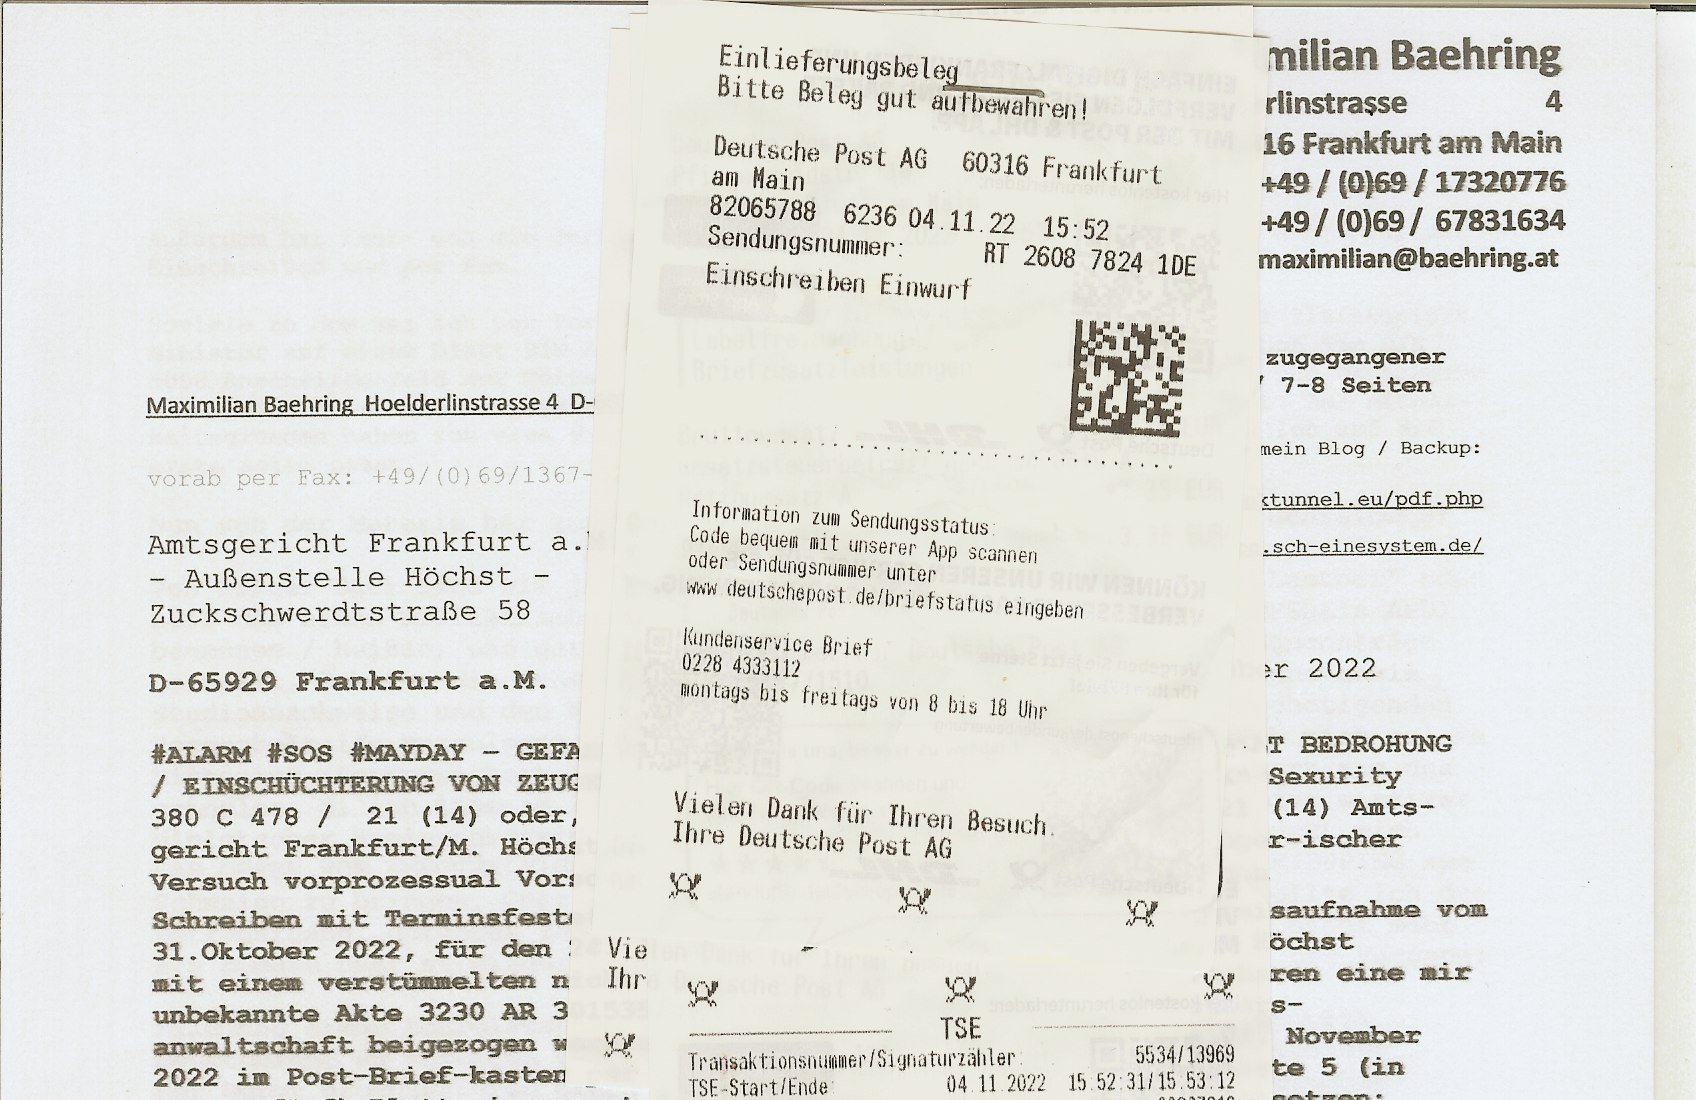 Einlieferungsbeleg
Bitte Beleg gut aufbewahren!
Deutsche Post AG 60316 Frankfurt
am Main
82065788 6236 04.11.22 15:52
Sendungsnummer: RT 2608 7824 1DE
Einschreiben Einwurf
Information zum Sendungsstatus:
Code bequem mit unserer App scannen
oder Sendungsnummer unter
www.deutschepost.de/briefstatus eingeben
Kundenservice Brief
0228 4333112
montags bis freitags von 8 bis 18 Uhr
Vielen Dank für Ihren Besuch.
Ihre Deutsche Post AG
Vie
Ihr
TSE
Transaktionsnummer/Signaturzähler: 5534/13969
TSE-Start/Ende: 04.11.2022 15:52:31/15:53:12
milian Baehring
rlinstrasse 4
16 Frankfurt am Main
+49 / (0)69 / 17320776
+49 / (0)69 / 67831634
maximilian@baehring.at
zugegangener
7-8 Seiten
mein Blog / Backup:
ktunnel.eu/pdf.php
.sch-einesystem.de/
Maximilian Baehring Hoelderlinstrasse 4 D-
vorab per Fax: +49/(0)69/1367-
Amtsgericht Frankfurt a.
- Außenstelle Höchst -
Zuckschwerdtstraße 58
D-65929 Frankfurt a.M.
er 2022
#ALARM #SOS #MAYDAY – GEFA
T BEDROHUNG
/ EINSCHÜCHTERUNG VON ZEUG
Sexurity
380 C 478 / 21 (14) oder,
(14) Amts-
gericht Frankfurt/M. Höchs
r-ischer
Versuch vorprozessual Vors
Schreiben mit Terminsfeste
saufnahme vom
31.Oktober 2022, für den
öchst
mit einem verstümmelten n
ren eine mir
unbekannte Akte 3230 AR 3
s-
anwaltschaft beigezogen w
November
2022 im Post-Brief-kasten
te 5 (in
setzen: